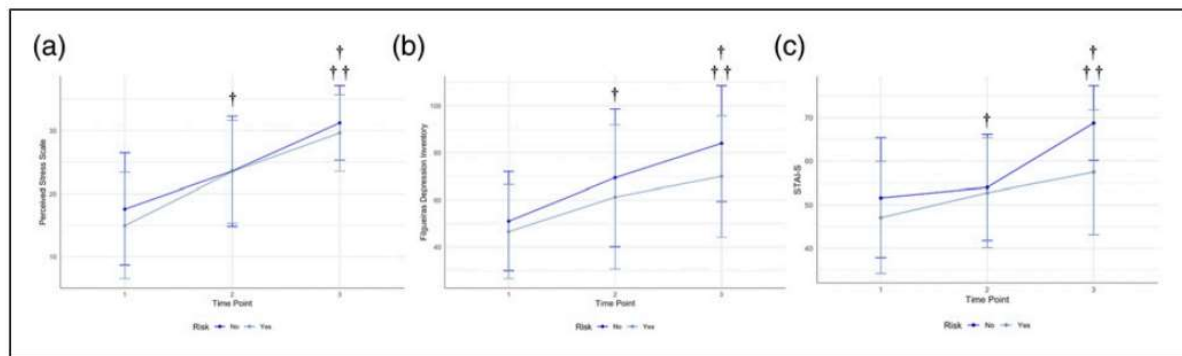 (a)
†
†
††
Perceived Stress Scale
30
20
10
1 2 3
Time Point
Risk No Yes
(b)
†
†
††
Filgueiras Depression Inventory
100
80
60
40
1 2 3
Time Point
Risk No Yes
(c)
†
†
††
STAI-S
70
60
50
40
1 2 3
Time Point
Risk No Yes